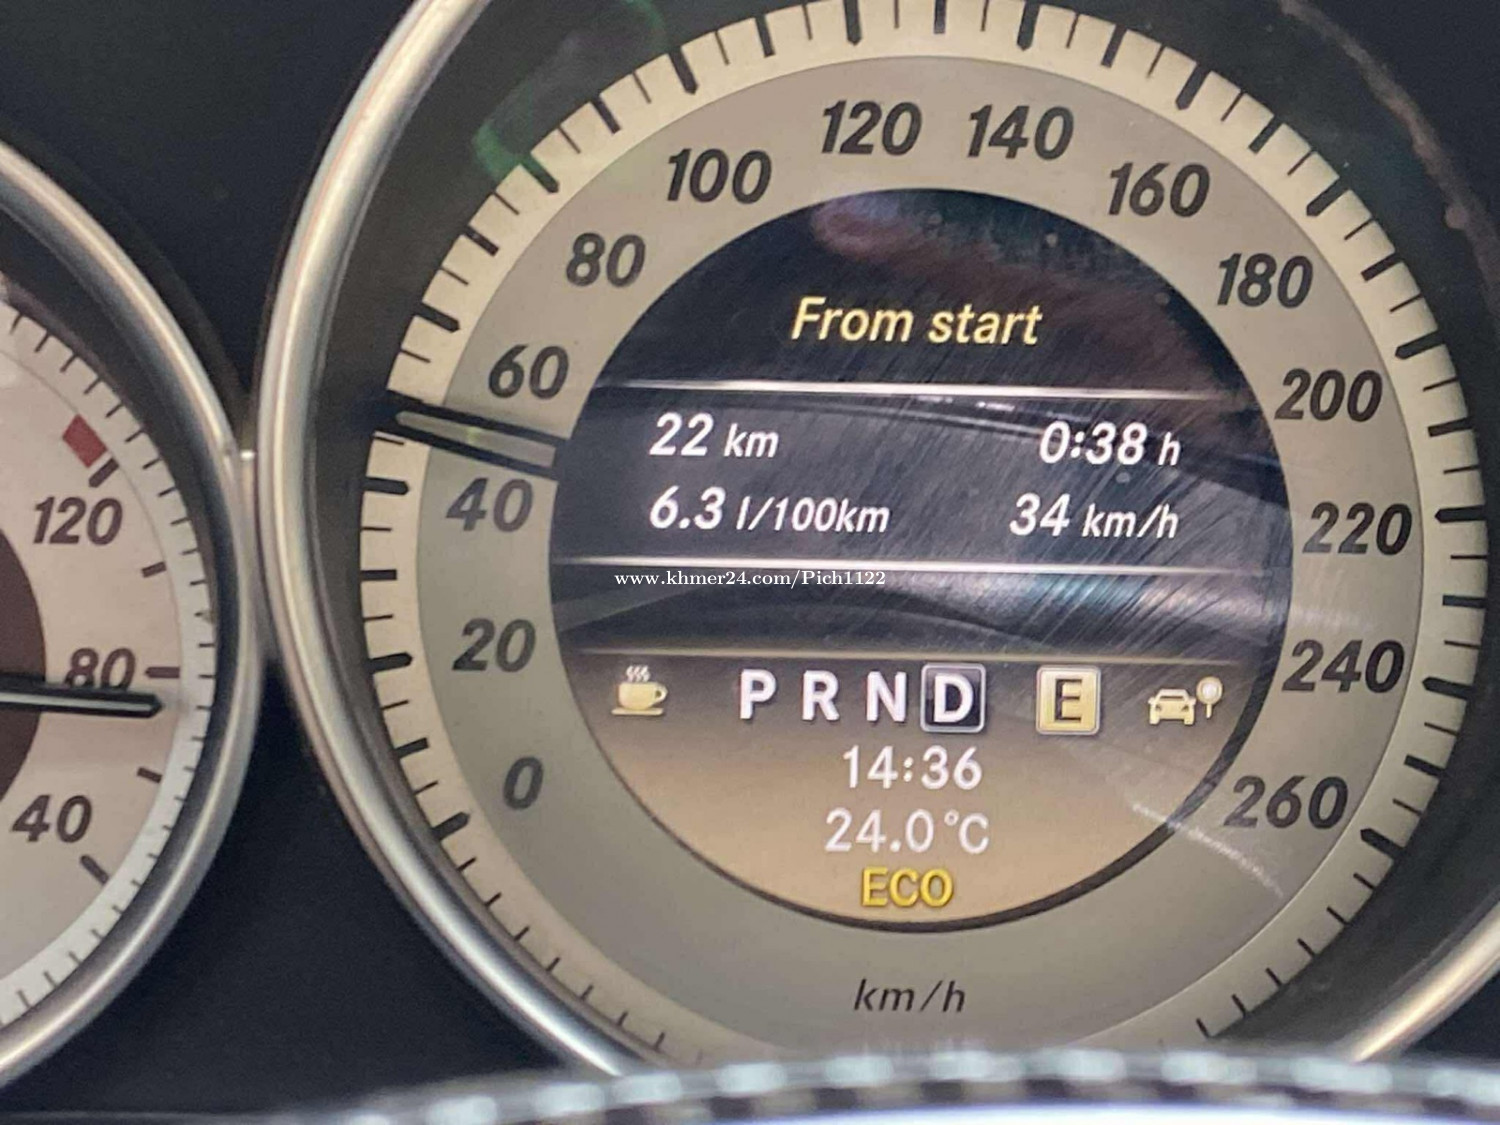 120
80
40
0
20
40
60
80
100
120
140
160
180
200
220
240
260
From start
22 km 0:38 h
6.3 l/100km 34 km/h
www.khmer24.com/Pich1122
P R N D E
14:36
24.0°C
ECO
km/h